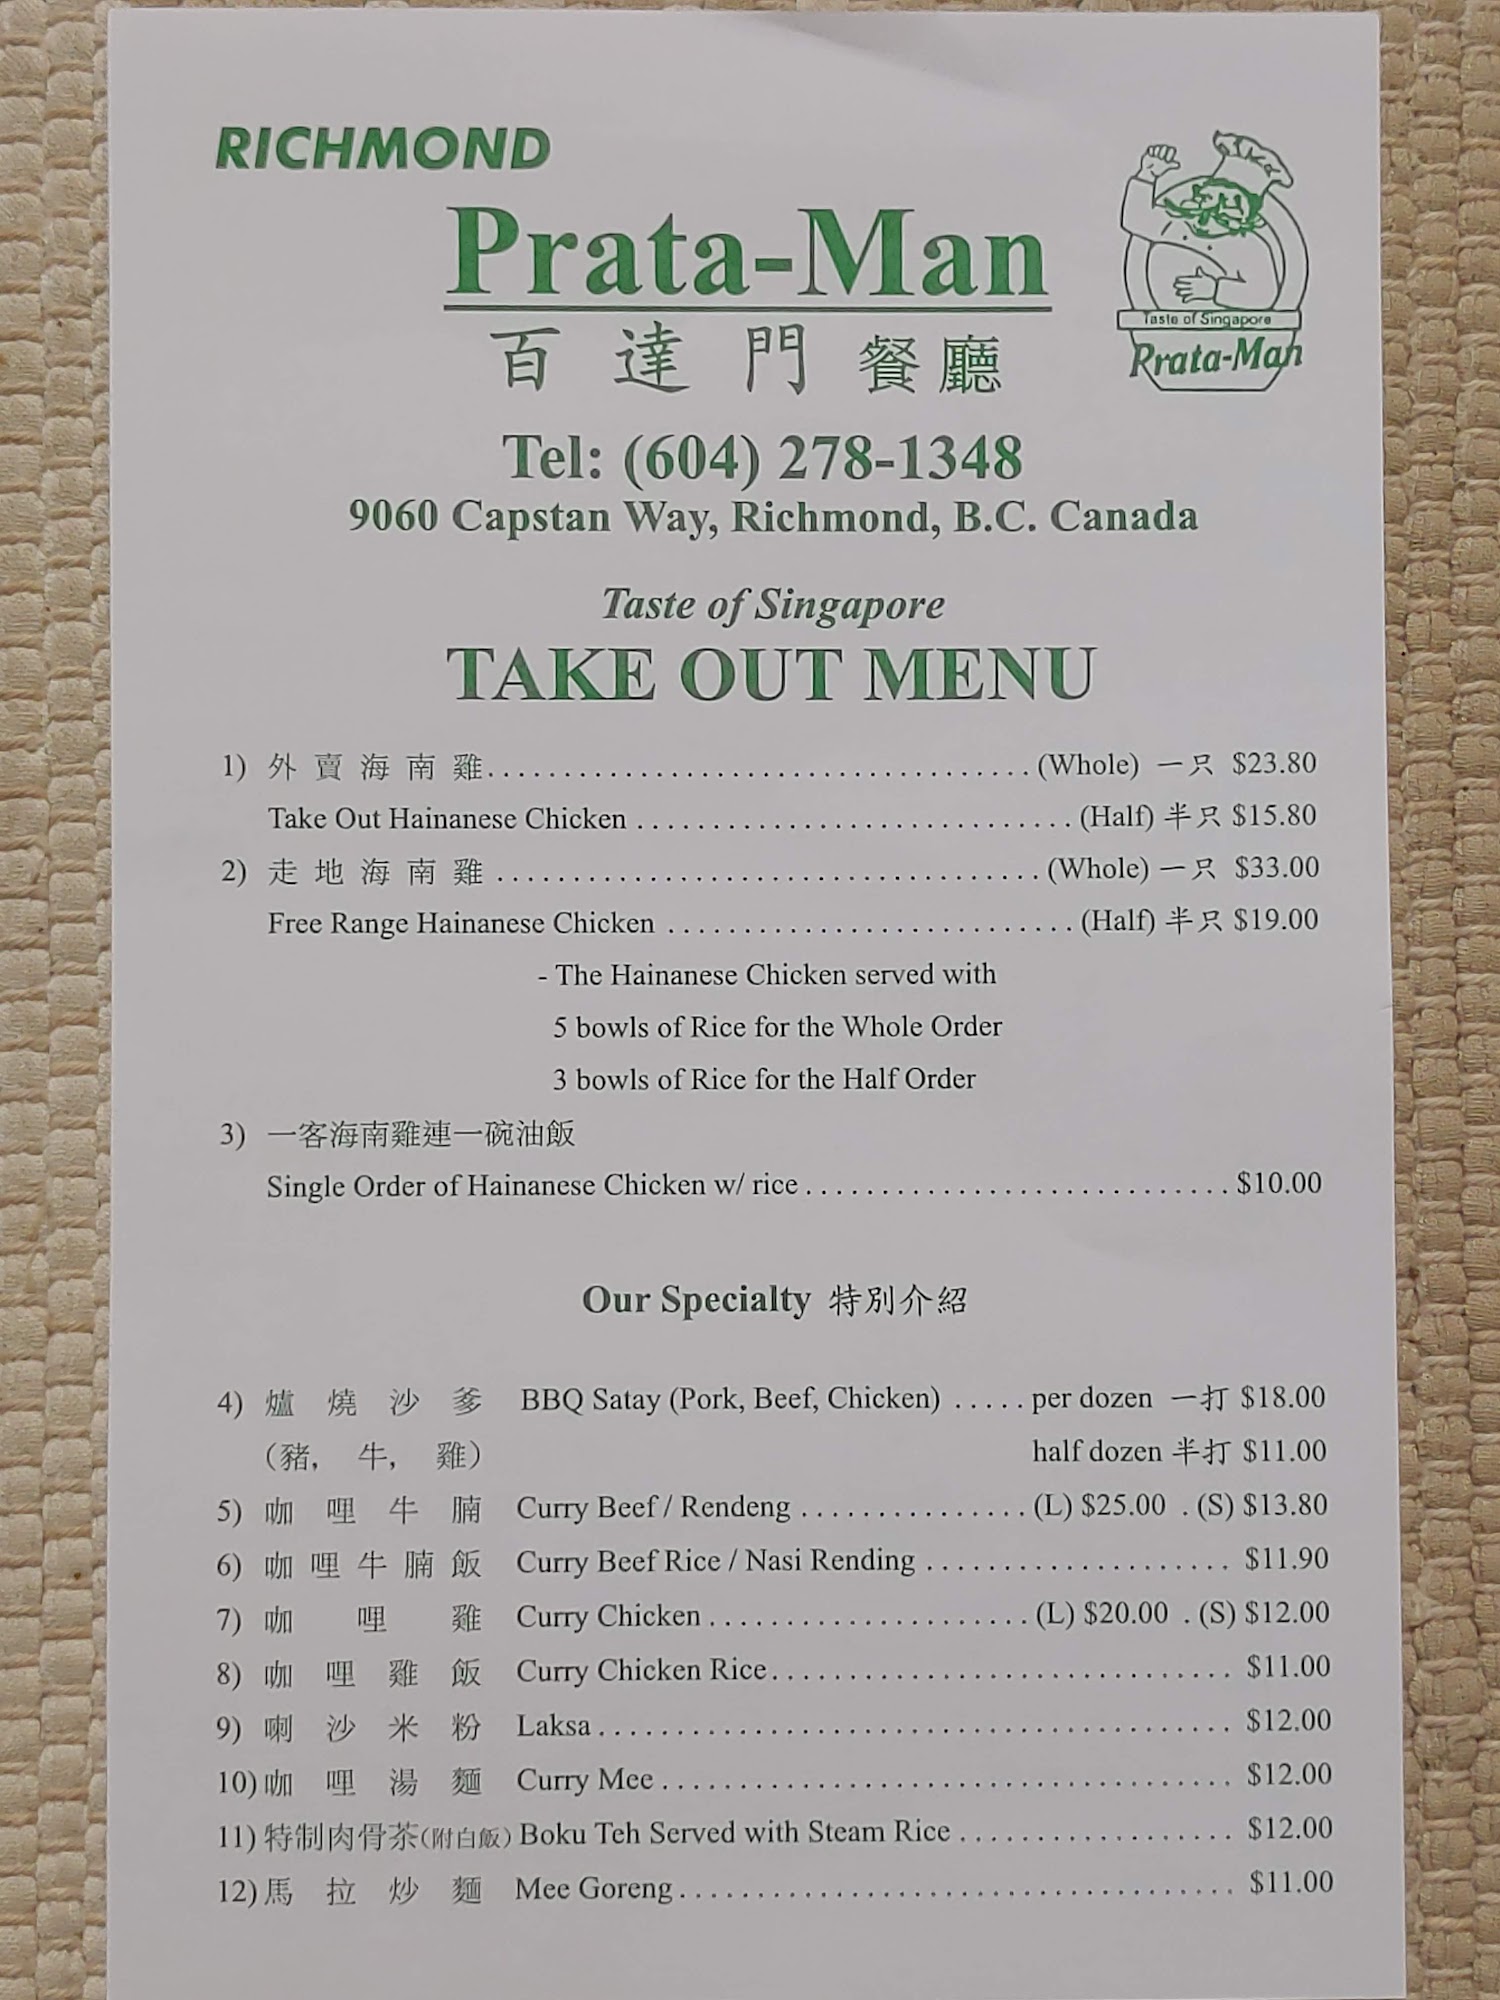 RICHMOND
Prata-Man
百達門餐廳
Taste of Singapore
Prata-Man
Tel: (604) 278-1348
9060 Capstan Way, Richmond, B.C. Canada
Taste of Singapore
TAKE OUT MENU
1) 外賣海南雞 (Whole) 一只 $23.80
Take Out Hainanese Chicken (Half) 半只 $15.80
2) 走地海南雞 (Whole) 一只 $33.00
Free Range Hainanese Chicken (Half) 半只 $19.00
- The Hainanese Chicken served with
5 bowls of Rice for the Whole Order
3 bowls of Rice for the Half Order
3) 一客海南雞連一碗油飯
Single Order of Hainanese Chicken w/ rice $10.00
Our Specialty 特別介紹
4) 爐燒沙爹 BBQ Satay (Pork, Beef, Chicken) per dozen 一打 $18.00
(豬, 牛, 雞) half dozen 半打 $11.00
5) 咖哩牛腩 Curry Beef / Rendeng (L) $25.00 . (S) $13.80
6) 咖哩牛腩飯 Curry Beef Rice / Nasi Rending $11.90
7) 咖哩雞 Curry Chicken (L) $20.00 . (S) $12.00
8) 咖哩雞飯 Curry Chicken Rice $11.00
9) 喇沙米粉 Laksa $12.00
10) 咖哩湯麵 Curry Mee $12.00
11) 特制肉骨茶(附白飯) Boku Teh Served with Steam Rice $12.00
12) 馬拉炒麵 Mee Goreng $11.00